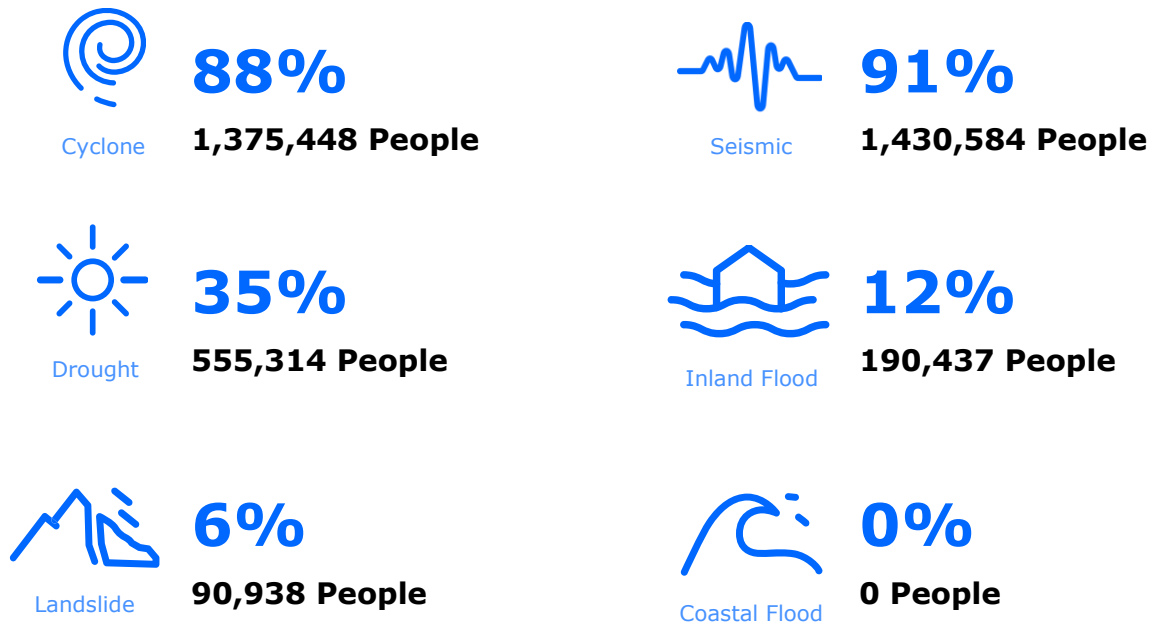 88%
1,375,448 People
Cyclone
91%
1,430,584 People
Seismic
35%
555,314 People
Drought
12%
190,437 People
Inland Flood
6%
90,938 People
Landslide
0%
0 People
Coastal Flood